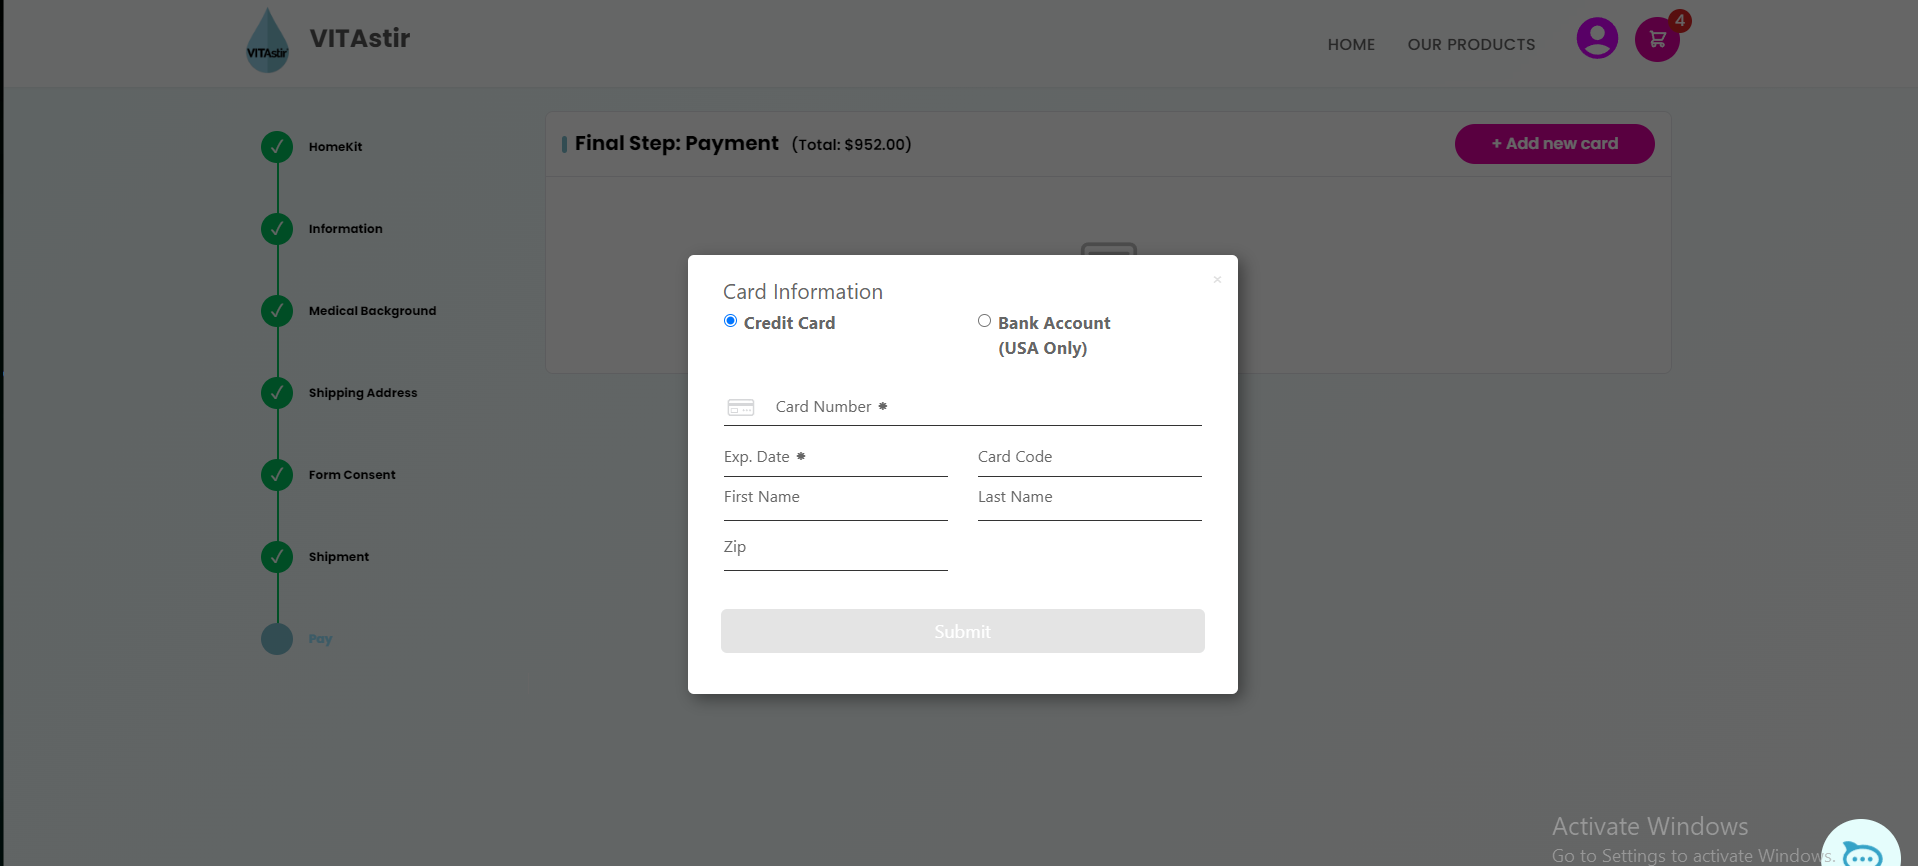 VITAstir
VITAstir
HOME
OUR PRODUCTS
4
HomeKit
Information
Medical Background
Shipping Address
Form Consent
Shipment
Pay
Final Step: Payment (Total: $952.00)
+ Add new card
Card Information
×
Credit Card
Bank Account
(USA Only)
Card Number *
Exp. Date *
Card Code
First Name
Last Name
Zip
Submit
Activate Windows
Go to Settings to activate Windows.